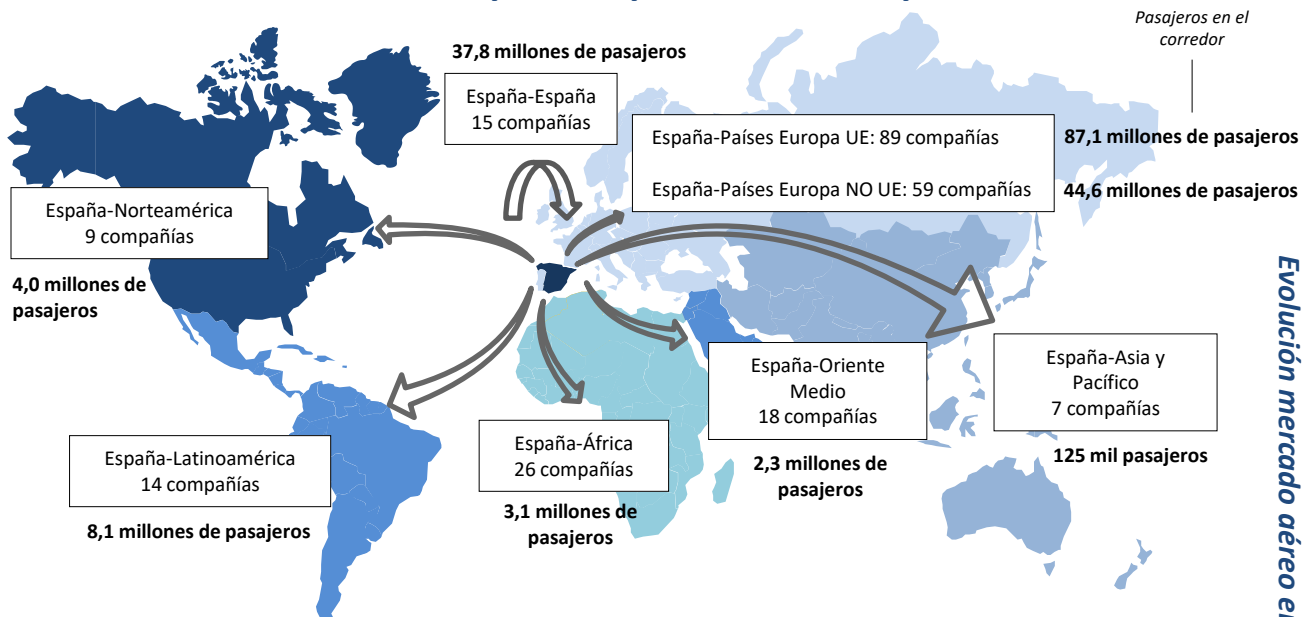 Pasajeros en el
corredor
37,8 millones de pasajeros
España-España
15 compañías
España-Países Europa UE: 89 compañías
87,1 millones de pasajeros
España-Países Europa NO UE: 59 compañías
44,6 millones de pasajeros
España-Norteamérica
9 compañías
4,0 millones de
pasajeros
España-Oriente
Medio
18 compañías
2,3 millones de
pasajeros
España-Asia y
Pacífico
7 compañías
125 mil pasajeros
España-África
26 compañías
3,1 millones de
pasajeros
España-Latinoamérica
14 compañías
8,1 millones de pasajeros
Evolución mercado aéreo e